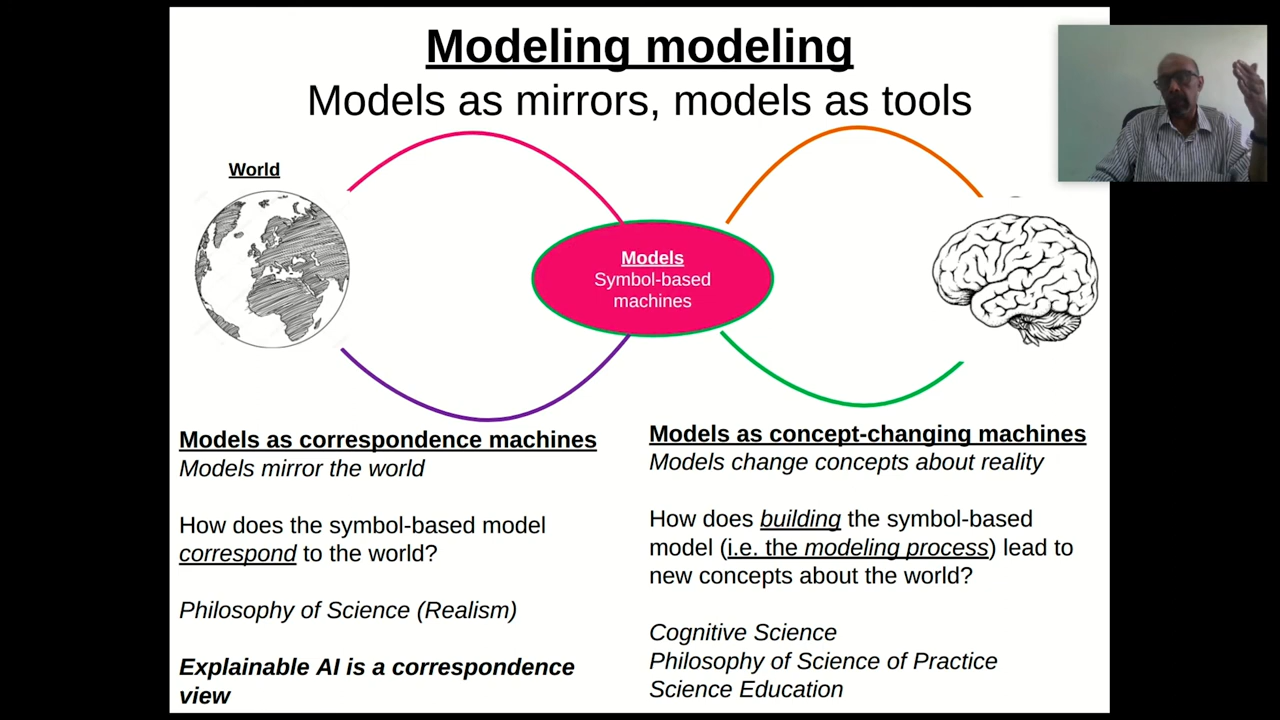 Modeling modeling
Models as mirrors, models as tools
World
Models
Symbol-based
machines
Models as correspondence machines
Models mirror the world
How does the symbol-based model
correspond to the world?
Philosophy of Science (Realism)
Explainable AI is a correspondence
view
Models as concept-changing machines
Models change concepts about reality
How does building the symbol-based
model (i.e. the modeling process) lead to
new concepts about the world?
Cognitive Science
Philosophy of Science of Practice
Science Education